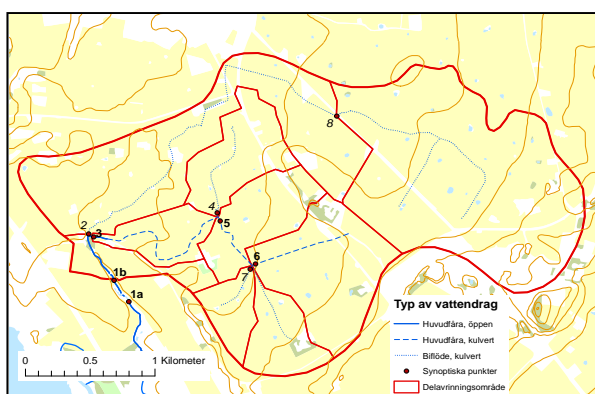 8
4
5
2
3
6
7
1b
1a
Typ av vattendrag
Huvudfåra, öppen
Huvudfåra, kulvert
Biflöde, kulvert
Synoptiska punkter
Delavrinningsområde
0 0.5 1 Kilometer